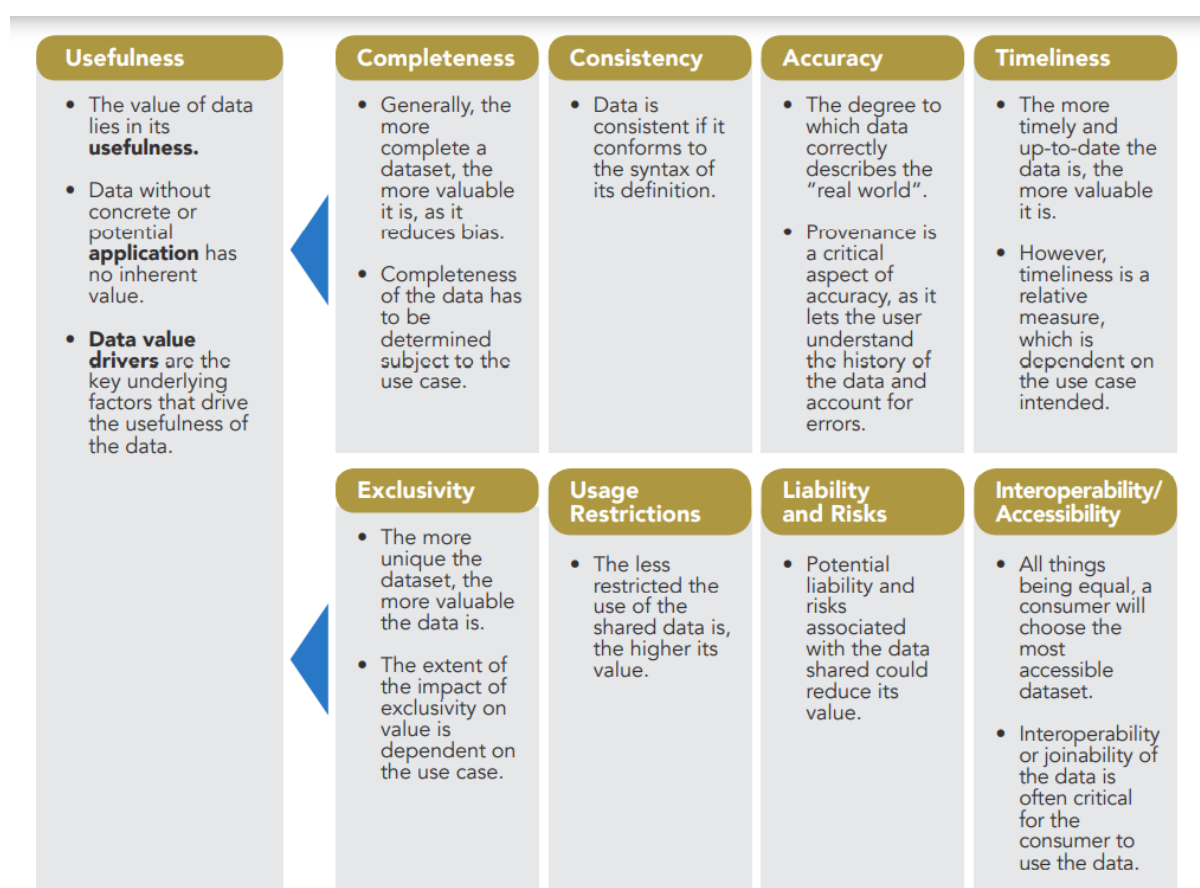 Usefulness
• The value of data
lies in its
usefulness.
• Data without
concrete or
potential
application has
no inherent
value.
• Data value
drivers are the
key underlying
factors that drive
the usefulness of
the data.
Completeness
• Generally, the
more
complete a
dataset, the
more valuable
it is, as it
reduces bias.
• Completeness
of the data has
to be
determined
subject to the
use case.
Consistency
• Data is
consistent if it
conforms to
the syntax of
its definition.
Accuracy
• The degree to
which data
correctly
describes the
“real world”.
• Provenance is
a critical
aspect of
accuracy, as it
lets the user
understand
the history of
the data and
account for
errors.
Timeliness
• The more
timely and
up-to-date the
data is, the
more valuable
it is.
• However,
timeliness is a
relative
measure,
which is
dependent on
the use case
intended.
Exclusivity
• The more
unique the
dataset, the
more valuable
the data is.
• The extent of
the impact of
exclusivity on
value is
dependent on
the use case.
Usage
Restrictions
• The less
restricted the
use of the
shared data is,
the higher its
value.
Liability
and Risks
• Potential
liability and
risks
associated
with the data
shared could
reduce its
value.
Interoperability/
Accessibility
• All things
being equal, a
consumer will
choose the
most
accessible
dataset.
• Interoperability
or joinability of
the data is
often critical
for the
consumer to
use the data.